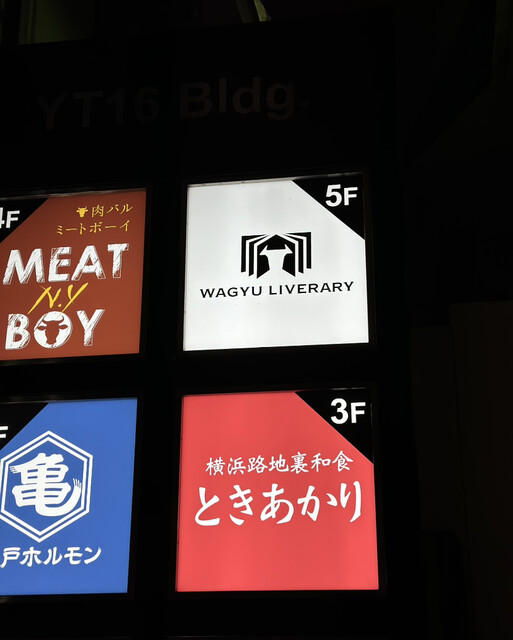 YT16 Bldg.
4F
肉バル
ミートボーイ
MEAT
N.Y
BOY
5F
WAGYU LIVERARY
F
亀
戸ホルモン
3F
横浜路地裏和食
ときあかり